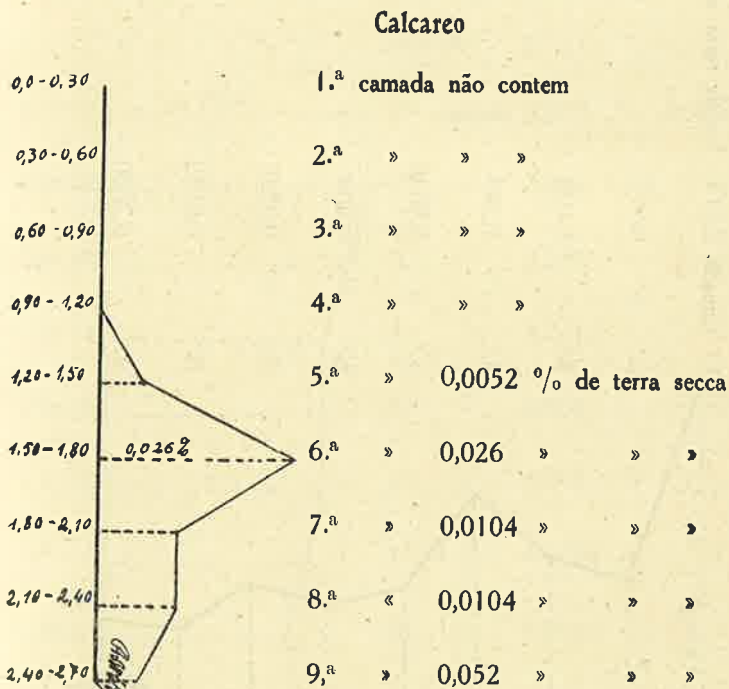 Calcareo
0,0-0,30 1.ª camada não contem
0,30-0,60 2.ª » » »
0,60-0,90 3.ª » » »
0,90-1,20 4.ª » » »
1,20-1,50 5.ª » 0,0052 % de terra secca
1,50-1,80 0,026% 6.ª » 0,026 » » »
1,80-2,10 7.ª » 0,0104 » » »
2,10-2,40 8.ª « 0,0104 » » »
2,40-2,70 9,ª » 0,052 » » »